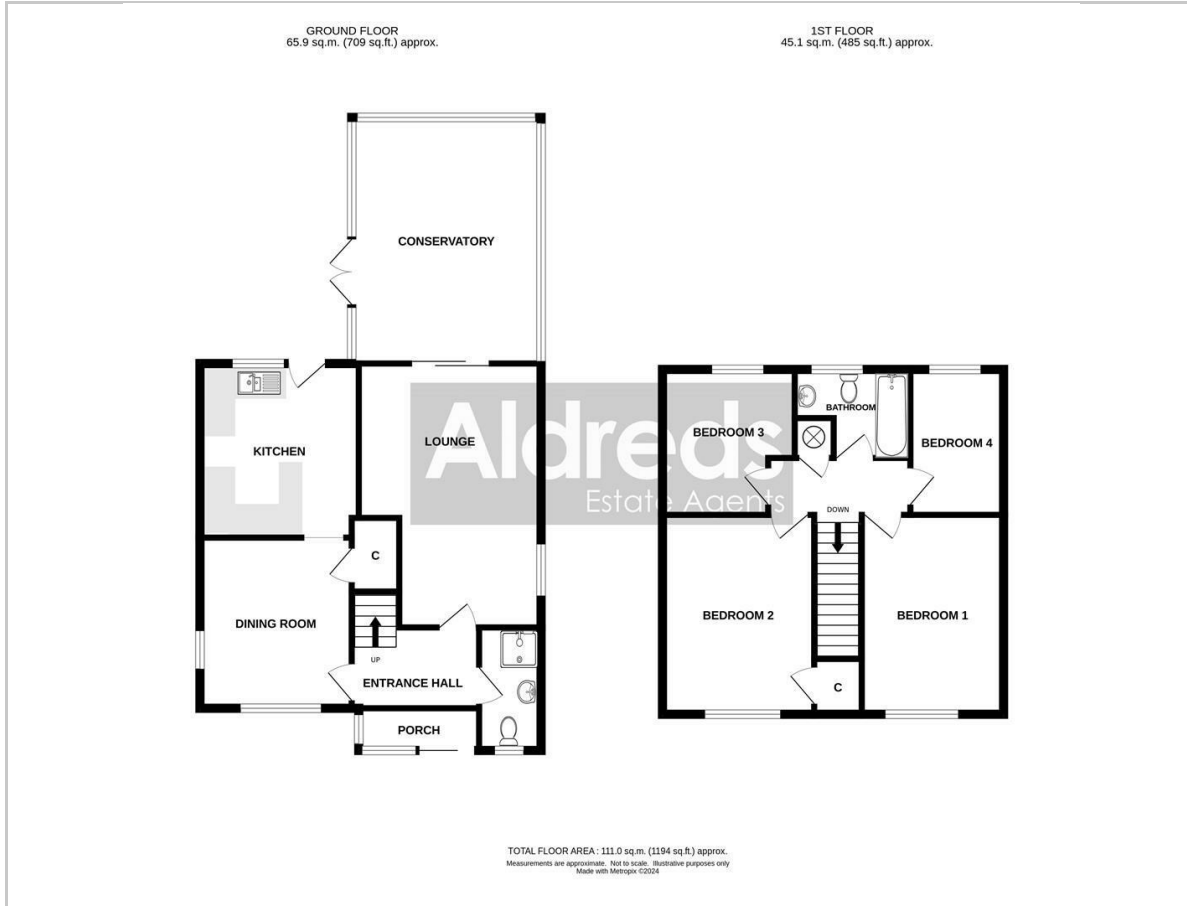 GROUND FLOOR
65.9 sq.m. (709 sq.ft.) approx.
1ST FLOOR
45.1 sq.m. (485 sq.ft.) approx.
CONSERVATORY
KITCHEN
LOUNGE
C
DINING ROOM
UP
ENTRANCE HALL
PORCH
BEDROOM 3
BATHROOM
BEDROOM 4
DOWN
BEDROOM 2
BEDROOM 1
C
Aldreds
Estate Agents
TOTAL FLOOR AREA : 111.0 sq.m. (1194 sq.ft.) approx.
Measurements are approximate. Not to scale. Illustrative purposes only
Made with Metropix ©2024